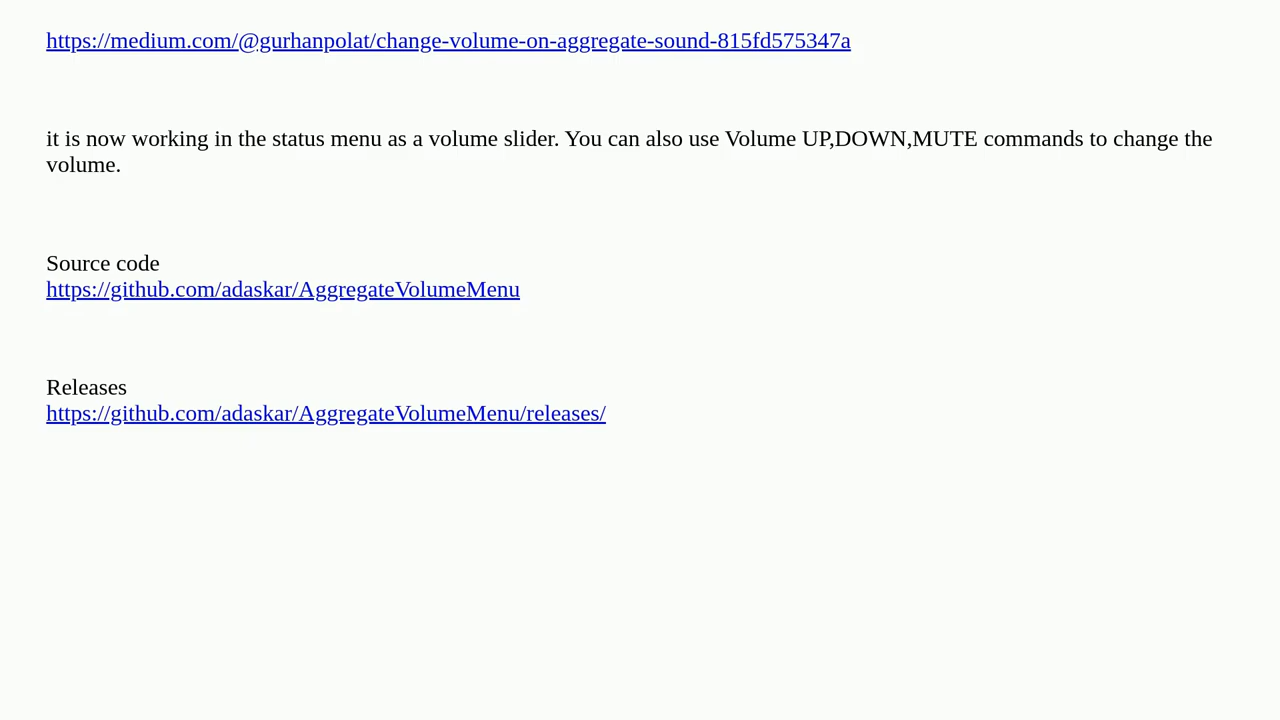 https://medium.com/@gurhanpolat/change-volume-on-aggregate-sound-815fd575347a
it is now working in the status menu as a volume slider. You can also use Volume UP,DOWN,MUTE commands to change the
volume.
Source code
https://github.com/adaskar/AggregateVolumeMenu
Releases
https://github.com/adaskar/AggregateVolumeMenu/releases/